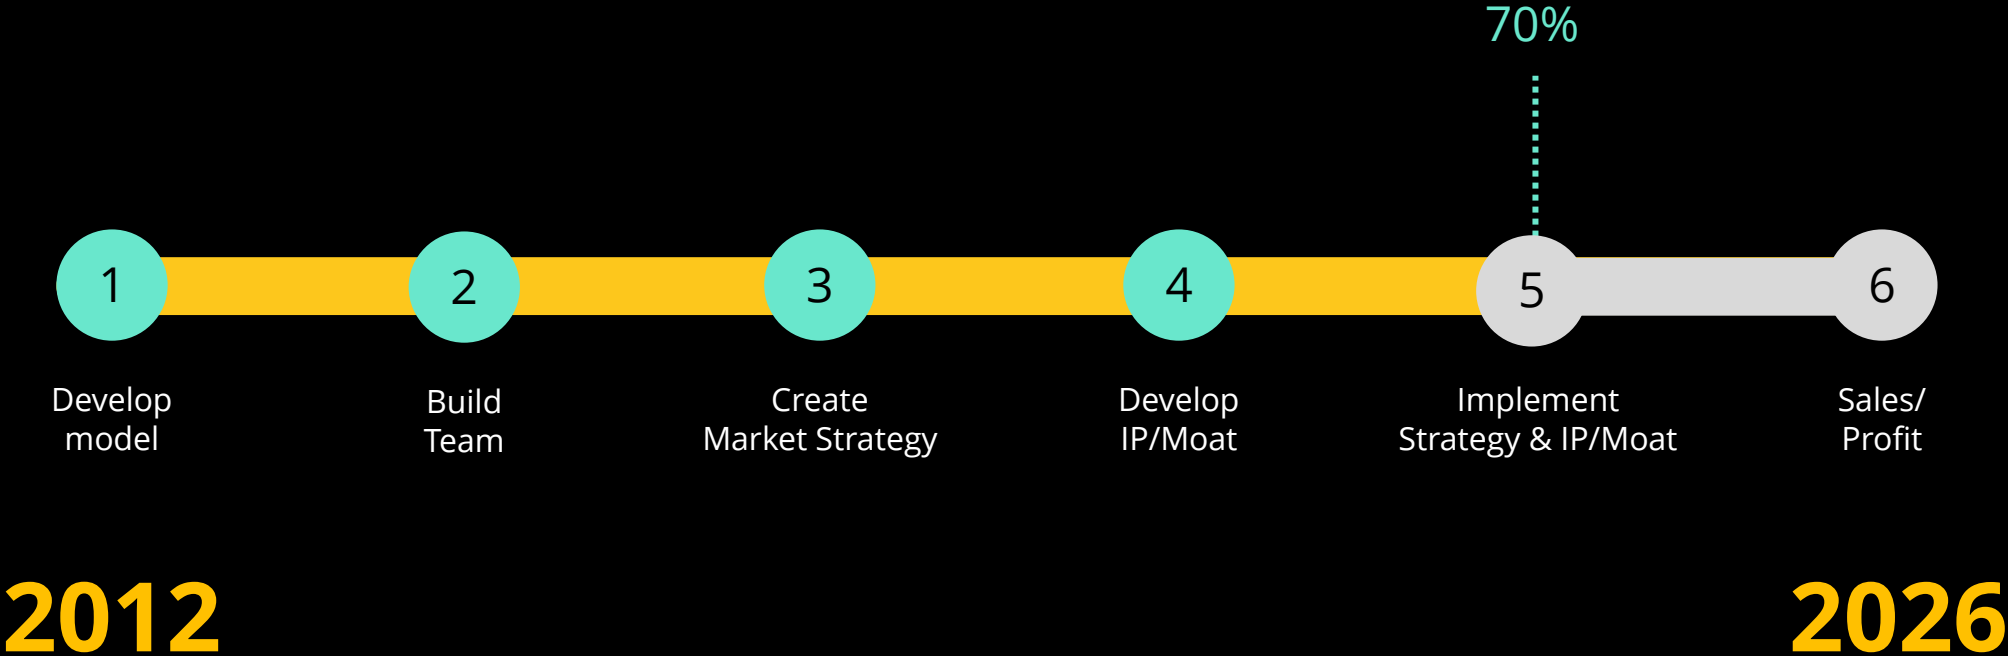 70%
1
2
3
4
5
6
Develop
model
Build
Team
Create
Market Strategy
Develop
IP/Moat
Implement
Strategy & IP/Moat
Sales/
Profit
2012
2026